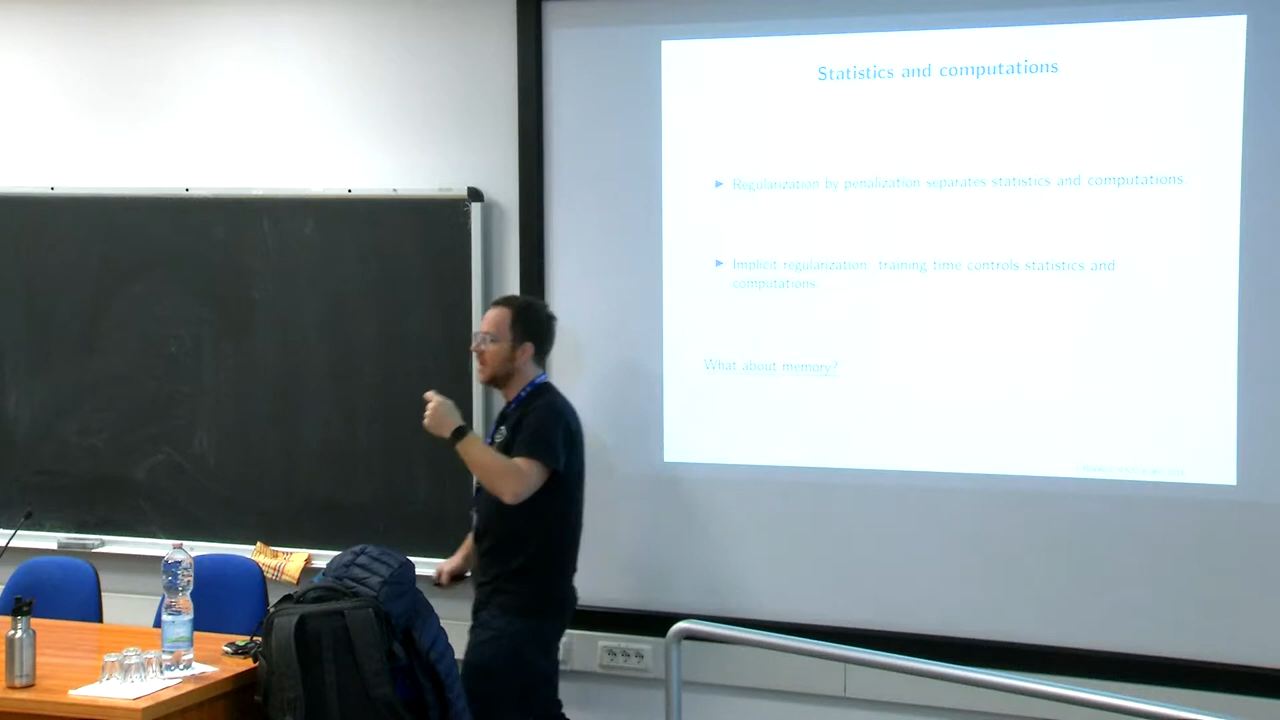 Statistics and computations
▶ Regularization by penalization separates statistics and computations.
▶ Implicit regularization: training time controls statistics and
computations.
What about memory?